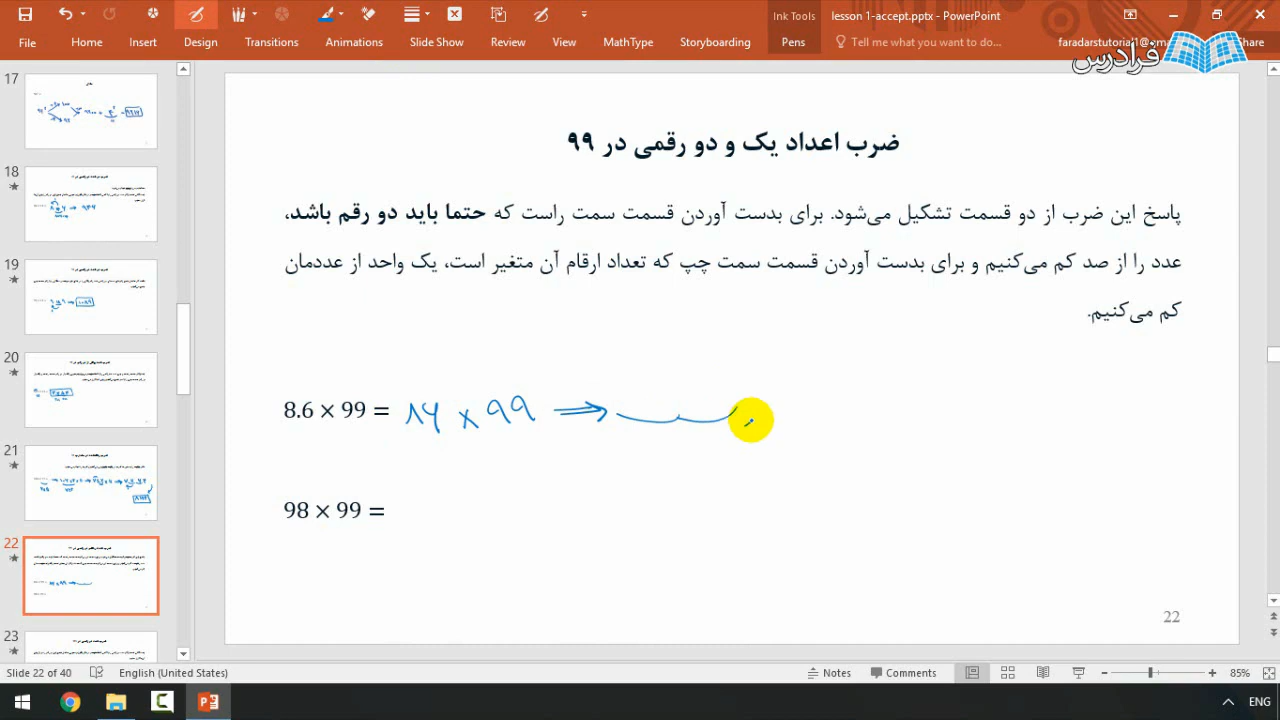 Ink Tools
lesson 1-accept.pptx - PowerPoint
File Home Insert Design Transitions Animations Slide Show Review View MathType Storyboarding Pens Tell me what you want to do... Share
فرادرس
17
18
19
20
21
22
23
ضرب اعداد یک و دو رقمی در ۹۹
پاسخ این ضرب از دو قسمت تشکیل می‌شود. برای بدست آوردن قسمت سمت راست که حتما باید دو رقم باشد،
عدد را از صد کم می‌کنیم و برای بدست آوردن قسمت سمت چپ که تعداد ارقام آن متغیر است، یک واحد از عددمان
کم می‌کنیم.
8.6 × 99 = ۸۶ × ۹۹ ⇒
98 × 99 =
22
Slide 22 of 40 English (United States) Notes Comments 85%
ENG